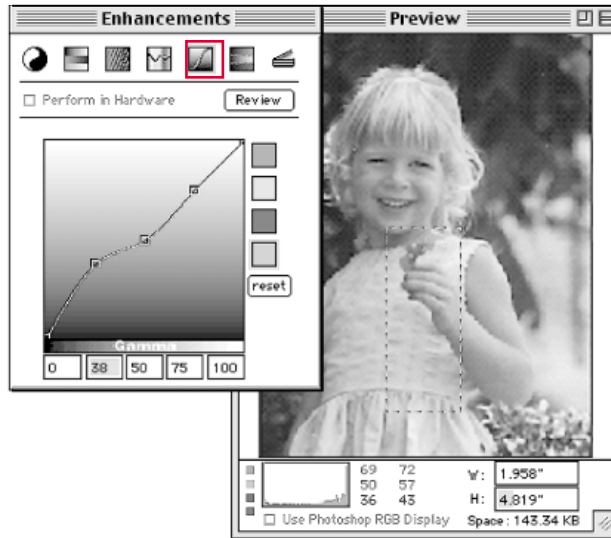 Enhancements
Perform in Hardware
Review
reset
Gamma
0 38 50 75 100
Preview
69 72
50 57
36 43
W: 1.958"
H: 4.819"
Use Photoshop RGB Display
Space: 143.34 KB